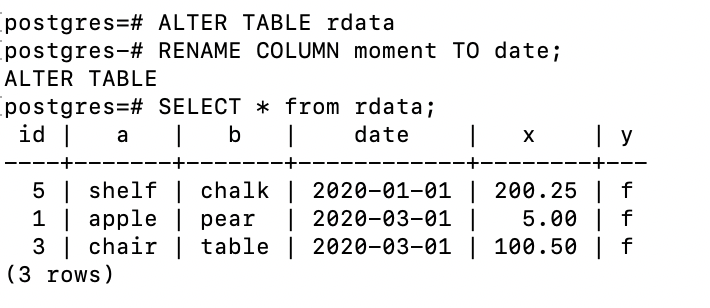 postgres=# ALTER TABLE rdata
postgres-# RENAME COLUMN moment TO date;
ALTER TABLE
postgres=# SELECT * from rdata;
 id |   a   |   b   |    date    |   x    | y
----+-------+-------+------------+--------+---
  5 | shelf | chalk | 2020-01-01 | 200.25 | f
  1 | apple | pear  | 2020-03-01 |   5.00 | f
  3 | chair | table | 2020-03-01 | 100.50 | f
(3 rows)